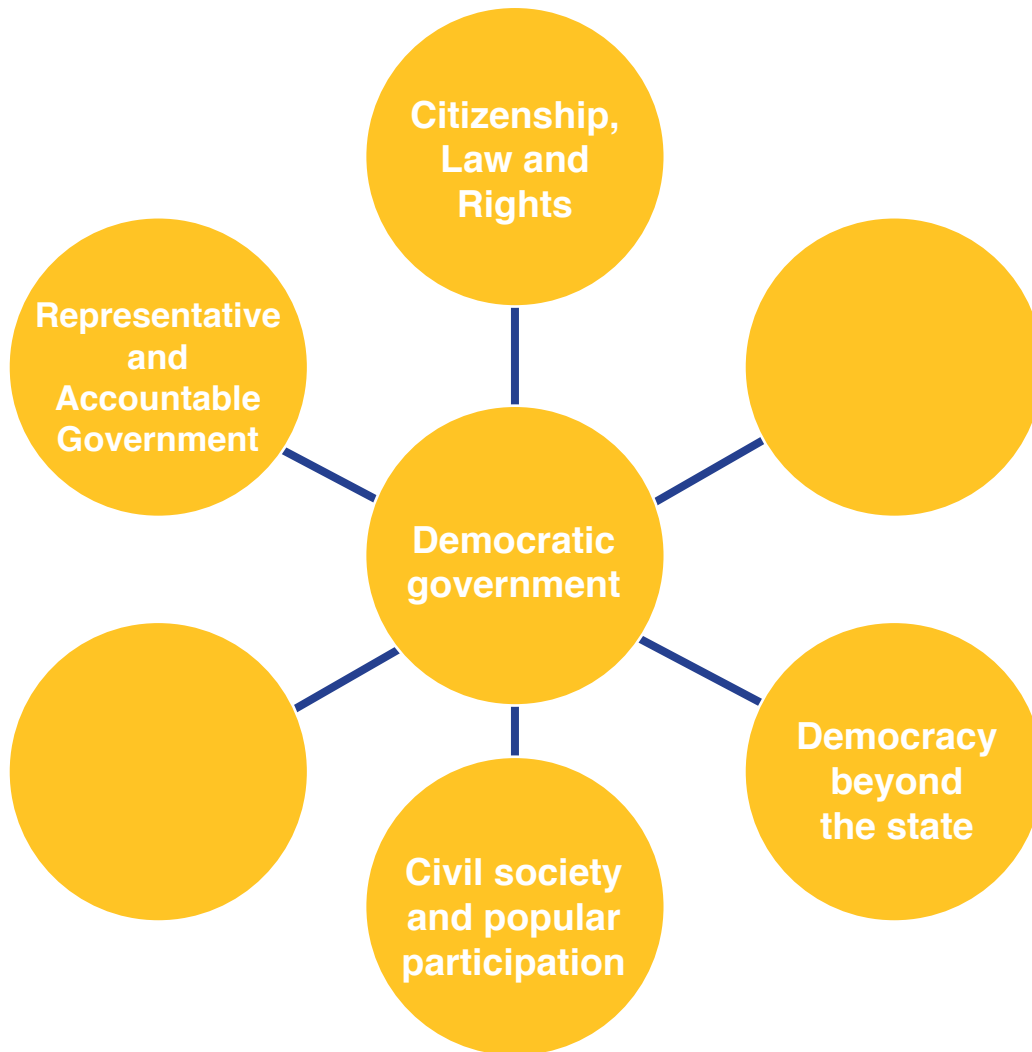 Citizenship,
Law and
Rights
Representative
and
Accountable
Government
Democratic
government
Democracy
beyond
the state
Civil society
and popular
participation